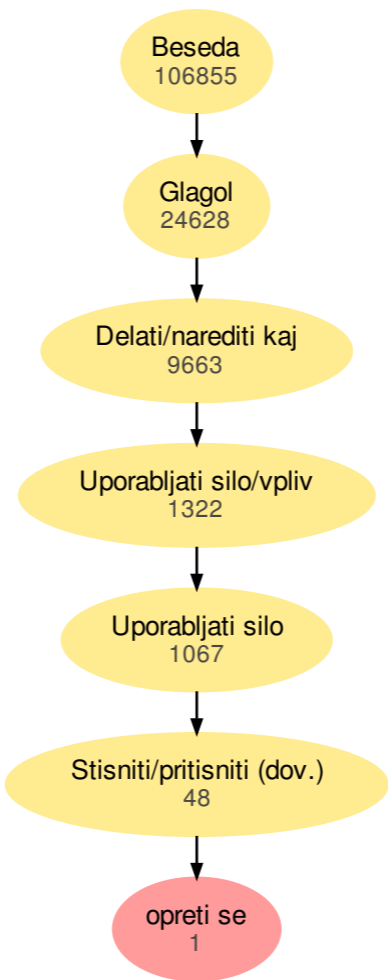 Beseda
106855
Glagol
24628
Delati/narediti kaj
9663
Uporabljati silo/vpliv
1322
Uporabljati silo
1067
Stisniti/pritisniti (dov.)
48
opreti se
1